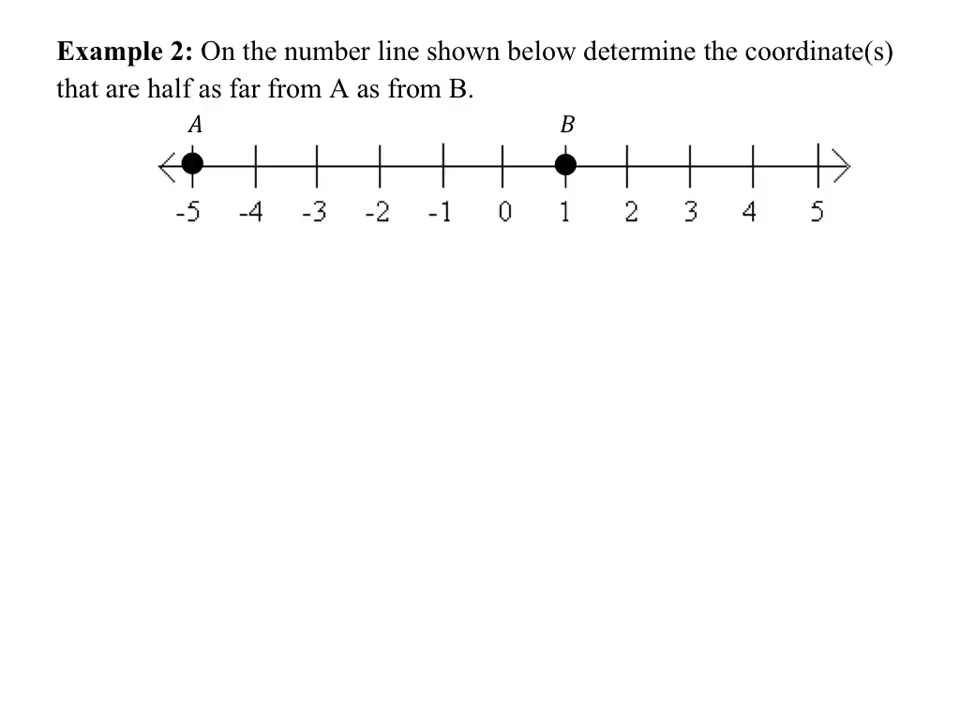 Example 2: On the number line shown below determine the coordinate(s)
that are half as far from A as from B.
A B
-5 -4 -3 -2 -1 0 1 2 3 4 5